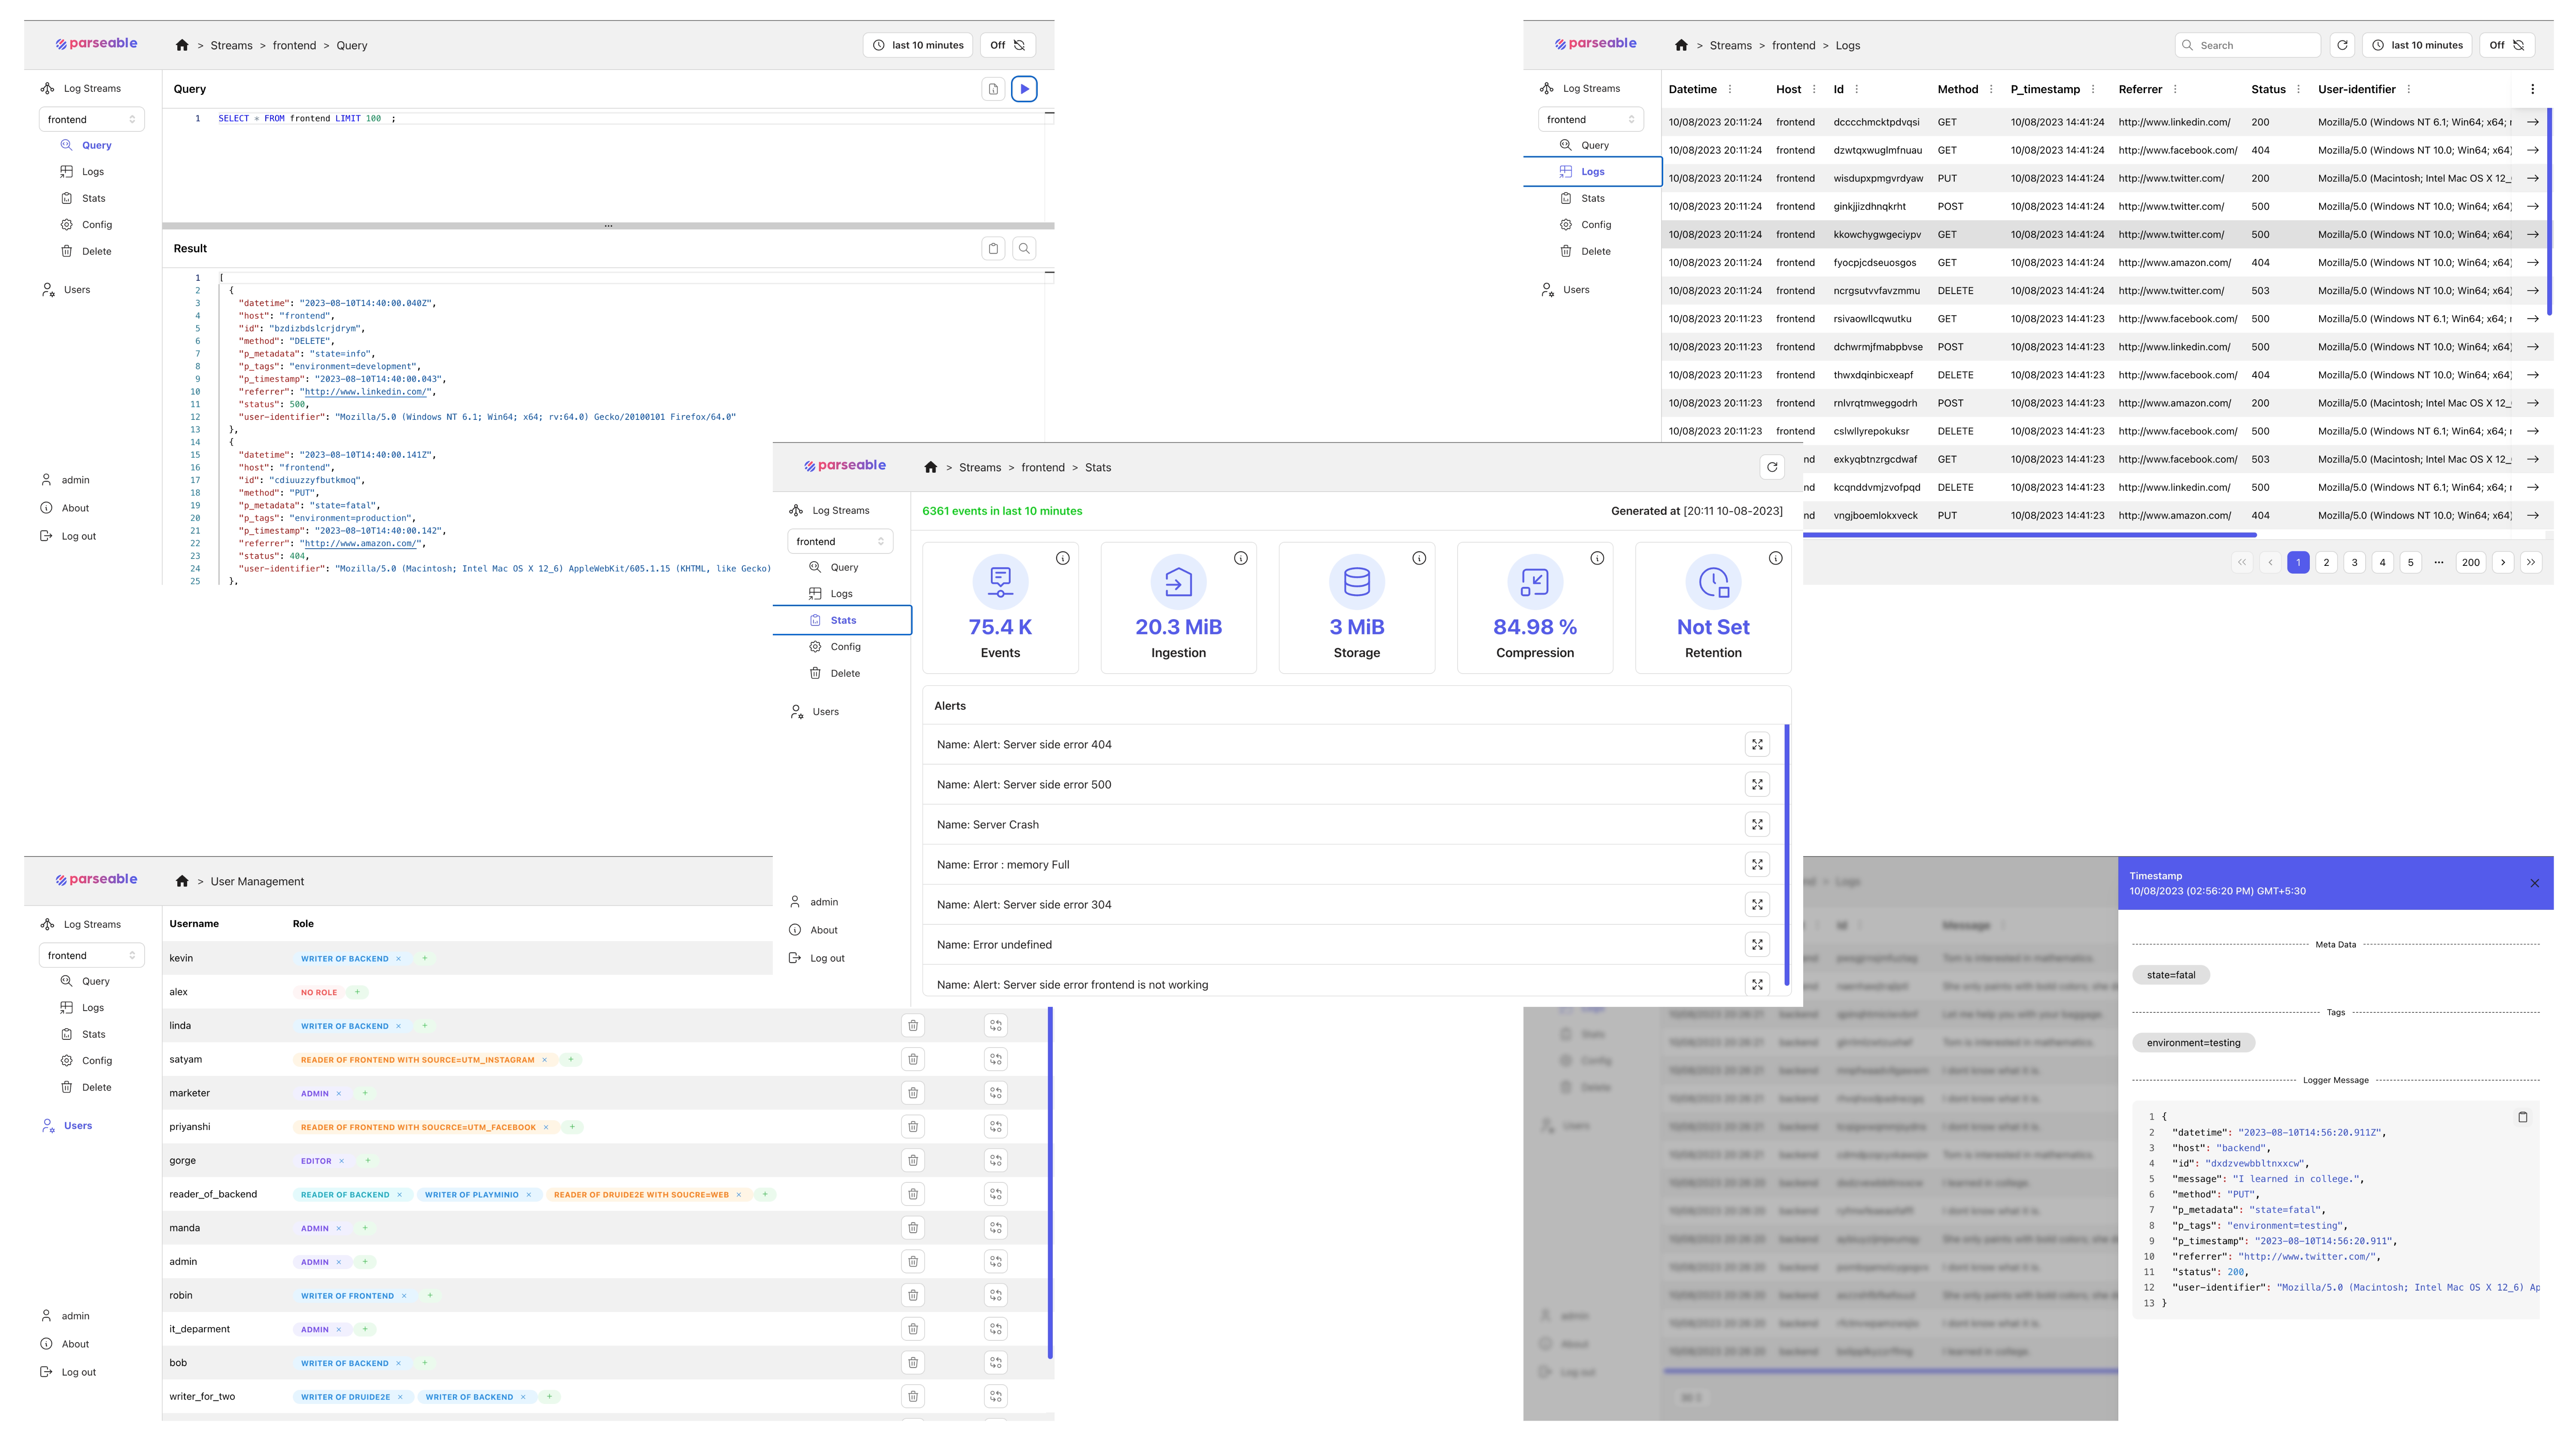 parseable
> Streams > frontend > Query
last 10 minutes
Off
Log Streams
frontend
Query
Logs
Stats
Config
Delete
Users
admin
About
Log out
Query
1 SELECT * FROM frontend LIMIT 100 ;
Result
1 [
2 {
3 "datetime": "2023-08-10T14:40:00.040Z",
4 "host": "frontend",
5 "id": "bzdizbdslcrjdrym",
6 "method": "DELETE",
7 "p_metadata": "state=info",
8 "p_tags": "environment=development",
9 "p_timestamp": "2023-08-10T14:40:00.043",
10 "referrer": "http://www.linkedin.com/",
11 "status": 500,
12 "user-identifier": "Mozilla/5.0 (Windows NT 6.1; Win64; x64; rv:64.0) Gecko/20100101 Firefox/64.0"
13 },
14 {
15 "datetime": "2023-08-10T14:40:00.141Z",
16 "host": "frontend",
17 "id": "cdiuuzzyfbutkmoq",
18 "method": "PUT",
19 "p_metadata": "state=fatal",
20 "p_tags": "environment=production",
21 "p_timestamp": "2023-08-10T14:40:00.142",
22 "referrer": "http://www.amazon.com/",
23 "status": 404,
24 "user-identifier": "Mozilla/5.0 (Macintosh; Intel Mac OS X 12_6) AppleWebKit/605.1.15 (KHTML, like Gecko)
25 },
parseable
> Streams > frontend > Logs
Search
last 10 minutes
Off
Log Streams
frontend
Query
Logs
Stats
Config
Delete
Users
Datetime Host Id Method P_timestamp Referrer Status User-identifier
10/08/2023 20:11:24 frontend dcccchmcktpdvqsi GET 10/08/2023 14:41:24 http://www.linkedin.com/ 200 Mozilla/5.0 (Windows NT 6.1; Win64; x64; r
10/08/2023 20:11:24 frontend dzwtqxwuglmfnuau GET 10/08/2023 14:41:24 http://www.facebook.com/ 404 Mozilla/5.0 (Windows NT 10.0; Win64; x64)
10/08/2023 20:11:24 frontend wisdupxpmgvrdyaw PUT 10/08/2023 14:41:24 http://www.twitter.com/ 200 Mozilla/5.0 (Macintosh; Intel Mac OS X 12_
10/08/2023 20:11:24 frontend ginkjjizdhnqkrht POST 10/08/2023 14:41:24 http://www.twitter.com/ 500 Mozilla/5.0 (Windows NT 10.0; Win64; x64)
10/08/2023 20:11:24 frontend kkowchygwgeciypv GET 10/08/2023 14:41:24 http://www.twitter.com/ 500 Mozilla/5.0 (Windows NT 10.0; Win64; x64)
10/08/2023 20:11:24 frontend fyocpjcdseuosgos GET 10/08/2023 14:41:24 http://www.amazon.com/ 404 Mozilla/5.0 (Windows NT 10.0; Win64; x64)
10/08/2023 20:11:24 frontend ncrgsutvvfavzmmu DELETE 10/08/2023 14:41:24 http://www.twitter.com/ 503 Mozilla/5.0 (Windows NT 10.0; Win64; x64)
10/08/2023 20:11:23 frontend rsivaowllcqwutku GET 10/08/2023 14:41:23 http://www.facebook.com/ 500 Mozilla/5.0 (Windows NT 6.1; Win64; x64; r
10/08/2023 20:11:23 frontend dchwrmjfmabpbvse POST 10/08/2023 14:41:23 http://www.linkedin.com/ 500 Mozilla/5.0 (Windows NT 10.0; Win64; x64)
10/08/2023 20:11:23 frontend thwxdqinbicxeapf DELETE 10/08/2023 14:41:23 http://www.facebook.com/ 404 Mozilla/5.0 (Windows NT 10.0; Win64; x64)
10/08/2023 20:11:23 frontend rnlvrqtmweggodrh POST 10/08/2023 14:41:23 http://www.amazon.com/ 200 Mozilla/5.0 (Macintosh; Intel Mac OS X 12_
10/08/2023 20:11:23 frontend cslwllyrepokuksr DELETE 10/08/2023 14:41:23 http://www.facebook.com/ 500 Mozilla/5.0 (Windows NT 6.1; Win64; x64; r
nd exkyqbtnzrgcdwaf GET 10/08/2023 14:41:23 http://www.facebook.com/ 503 Mozilla/5.0 (Macintosh; Intel Mac OS X 12_
nd kcqnddvmjzvofpqd DELETE 10/08/2023 14:41:23 http://www.linkedin.com/ 500 Mozilla/5.0 (Windows NT 6.1; Win64; x64; r
nd vngjboemlokxveck PUT 10/08/2023 14:41:23 http://www.amazon.com/ 404 Mozilla/5.0 (Windows NT 10.0; Win64; x64)
1 2 3 4 5 ... 200
parseable
> Streams > frontend > Stats
Log Streams
frontend
Query
Logs
Stats
Config
Delete
Users
admin
About
Log out
6361 events in last 10 minutes
Generated at [20:11 10-08-2023]
75.4 K 20.3 MiB 3 MiB 84.98 % Not Set
Events Ingestion Storage Compression Retention
Alerts
Name: Alert: Server side error 404
Name: Alert: Server side error 500
Name: Server Crash
Name: Error : memory Full
Name: Alert: Server side error 304
Name: Error undefined
Name: Alert: Server side error frontend is not working
parseable
> User Management
Log Streams
frontend
Query
Logs
Stats
Config
Delete
Users
admin
About
Log out
Username Role
kevin WRITER OF BACKEND × +
alex NO ROLE +
linda WRITER OF BACKEND × +
satyam READER OF FRONTEND WITH SOURCE=UTM_INSTAGRAM × +
marketer ADMIN × +
priyanshi READER OF FRONTEND WITH SOUCRCE=UTM_FACEBOOK × +
gorge EDITOR × +
reader_of_backend READER OF BACKEND × WRITER OF PLAYMINIO × READER OF DRUIDE2E WITH SOUCRE=WEB × +
manda ADMIN × +
admin ADMIN × +
robin WRITER OF FRONTEND × +
it_deparment ADMIN × +
bob WRITER OF BACKEND × +
writer_for_two WRITER OF DRUIDE2E × WRITER OF BACKEND × +
Timestamp
10/08/2023 (02:56:20 PM) GMT+5:30
Meta Data
state=fatal
Tags
environment=testing
Logger Message
1 {
2 "datetime": "2023-08-10T14:56:20.911Z",
3 "host": "backend",
4 "id": "dxdzvewbbltnxxcw",
5 "message": "I learned in college.",
6 "method": "PUT",
7 "p_metadata": "state=fatal",
8 "p_tags": "environment=testing",
9 "p_timestamp": "2023-08-10T14:56:20.911",
10 "referrer": "http://www.twitter.com/",
11 "status": 200,
12 "user-identifier": "Mozilla/5.0 (Macintosh; Intel Mac OS X 12_6) Ap
13 }